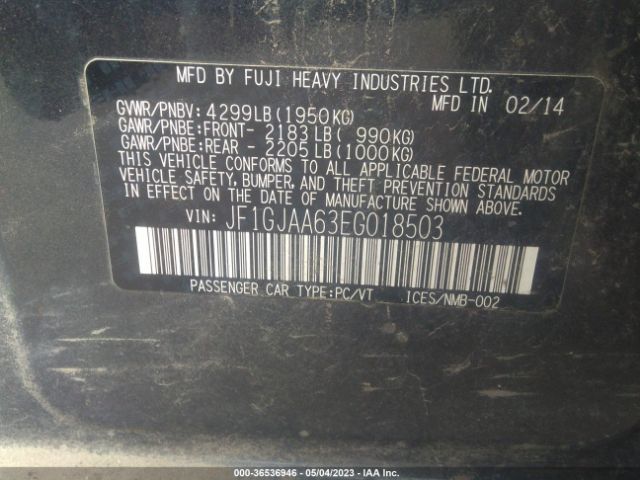 MFD BY FUJI HEAVY INDUSTRIES LTD.
MFD IN 02/14
GVWR/PNBV: 4299LB(1950KG)
GAWR/PNBE:FRONT- 2183LB( 990KG)
GAWR/PNBE:REAR - 2205LB(1000KG)
THIS VEHICLE CONFORMS TO ALL APPLICABLE FEDERAL MOTOR
VEHICLE SAFETY, BUMPER, AND THEFT PREVENTION STANDARDS
IN EFFECT ON THE DATE OF MANUFACTURE SHOWN ABOVE.
VIN: JF1GJAA63EG018503
PASSENGER CAR TYPE:PC/VT ICES/NMB-002
000-36536946 - 05/04/2023 - IAA Inc.